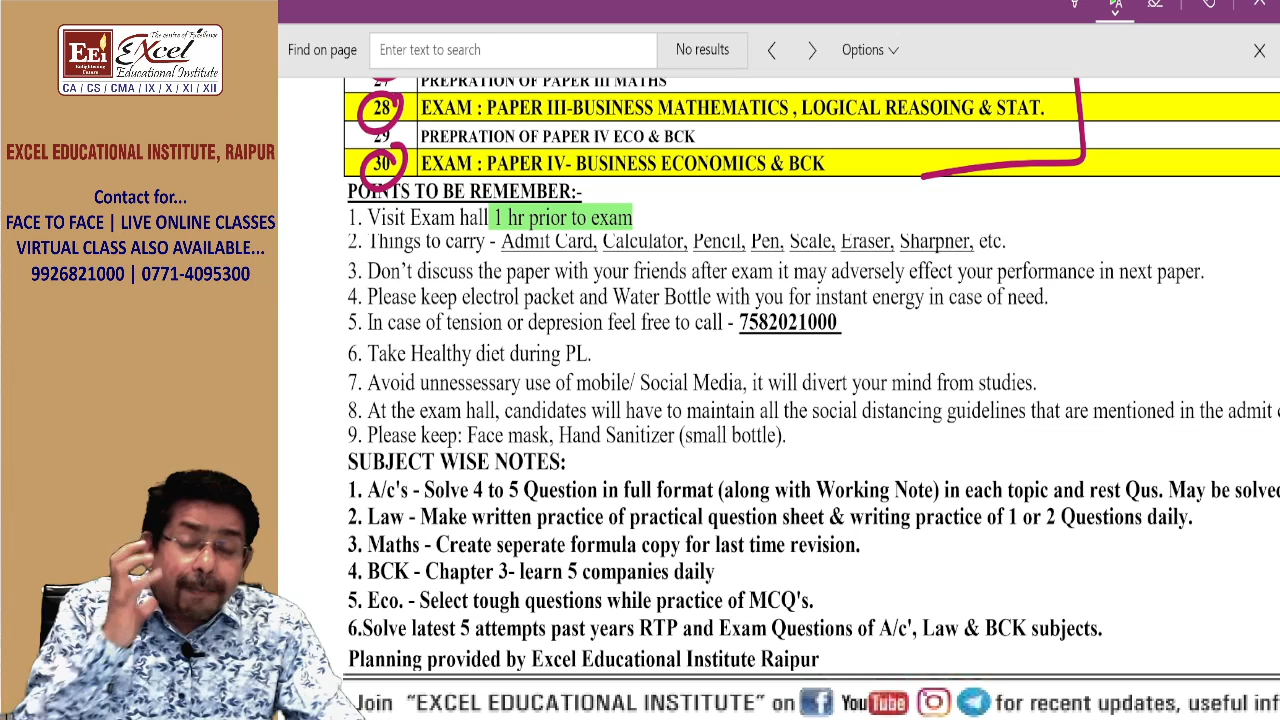 The centre of Excellence
EEi Excel
Enlightening Future Educational Institute
CA / CS / CMA / IX / X / XI / XII
EXCEL EDUCATIONAL INSTITUTE, RAIPUR
Contact for...
FACE TO FACE | LIVE ONLINE CLASSES
VIRTUAL CLASS ALSO AVAILABLE...
9926821000 | 0771-4095300
Find on page Enter text to search No results Options
27 PREPRATION OF PAPER III MATHS
28 EXAM : PAPER III-BUSINESS MATHEMATICS , LOGICAL REASOING & STAT.
29 PREPRATION OF PAPER IV ECO & BCK
30 EXAM : PAPER IV- BUSINESS ECONOMICS & BCK
POINTS TO BE REMEMBER:-
1. Visit Exam hall 1 hr prior to exam
2. Things to carry - Admit Card, Calculator, Pencil, Pen, Scale, Eraser, Sharpner, etc.
3. Don’t discuss the paper with your friends after exam it may adversely effect your performance in next paper.
4. Please keep electrol packet and Water Bottle with you for instant energy in case of need.
5. In case of tension or depresion feel free to call - 7582021000
6. Take Healthy diet during PL.
7. Avoid unnessessary use of mobile/ Social Media, it will divert your mind from studies.
8. At the exam hall, candidates will have to maintain all the social distancing guidelines that are mentioned in the admit
9. Please keep: Face mask, Hand Sanitizer (small bottle).
SUBJECT WISE NOTES:
1. A/c's - Solve 4 to 5 Question in full format (along with Working Note) in each topic and rest Qus. May be solved
2. Law - Make written practice of practical question sheet & writing practice of 1 or 2 Questions daily.
3. Maths - Create seperate formula copy for last time revision.
4. BCK - Chapter 3- learn 5 companies daily
5. Eco. - Select tough questions while practice of MCQ's.
6.Solve latest 5 attempts past years RTP and Exam Questions of A/c', Law & BCK subjects.
Planning provided by Excel Educational Institute Raipur
Join “EXCEL EDUCATIONAL INSTITUTE” on f YouTube for recent updates, useful inf